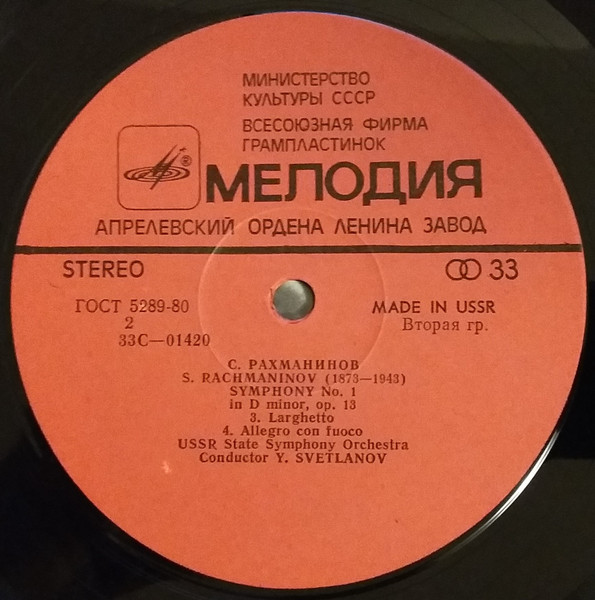 МИНИСТЕРСТВО
КУЛЬТУРЫ СССР
ВСЕСОЮЗНАЯ ФИРМА
ГРАМПЛАСТИНОК
МЕЛОДИЯ
АПРЕЛЕВСКИЙ ОРДЕНА ЛЕНИНА ЗАВОД
STEREO 33
ГОСТ 5289-80 MADE IN USSR
2 Вторая гр.
33С—01420
С. РАХМАНИНОВ
S. RACHMANINOV (1873—1943)
SYMPHONY No. 1
in D minor, op. 13
3. Larghetto
4. Allegro con fuoco
USSR State Symphony Orchestra
Conductor Y. SVETLANOV